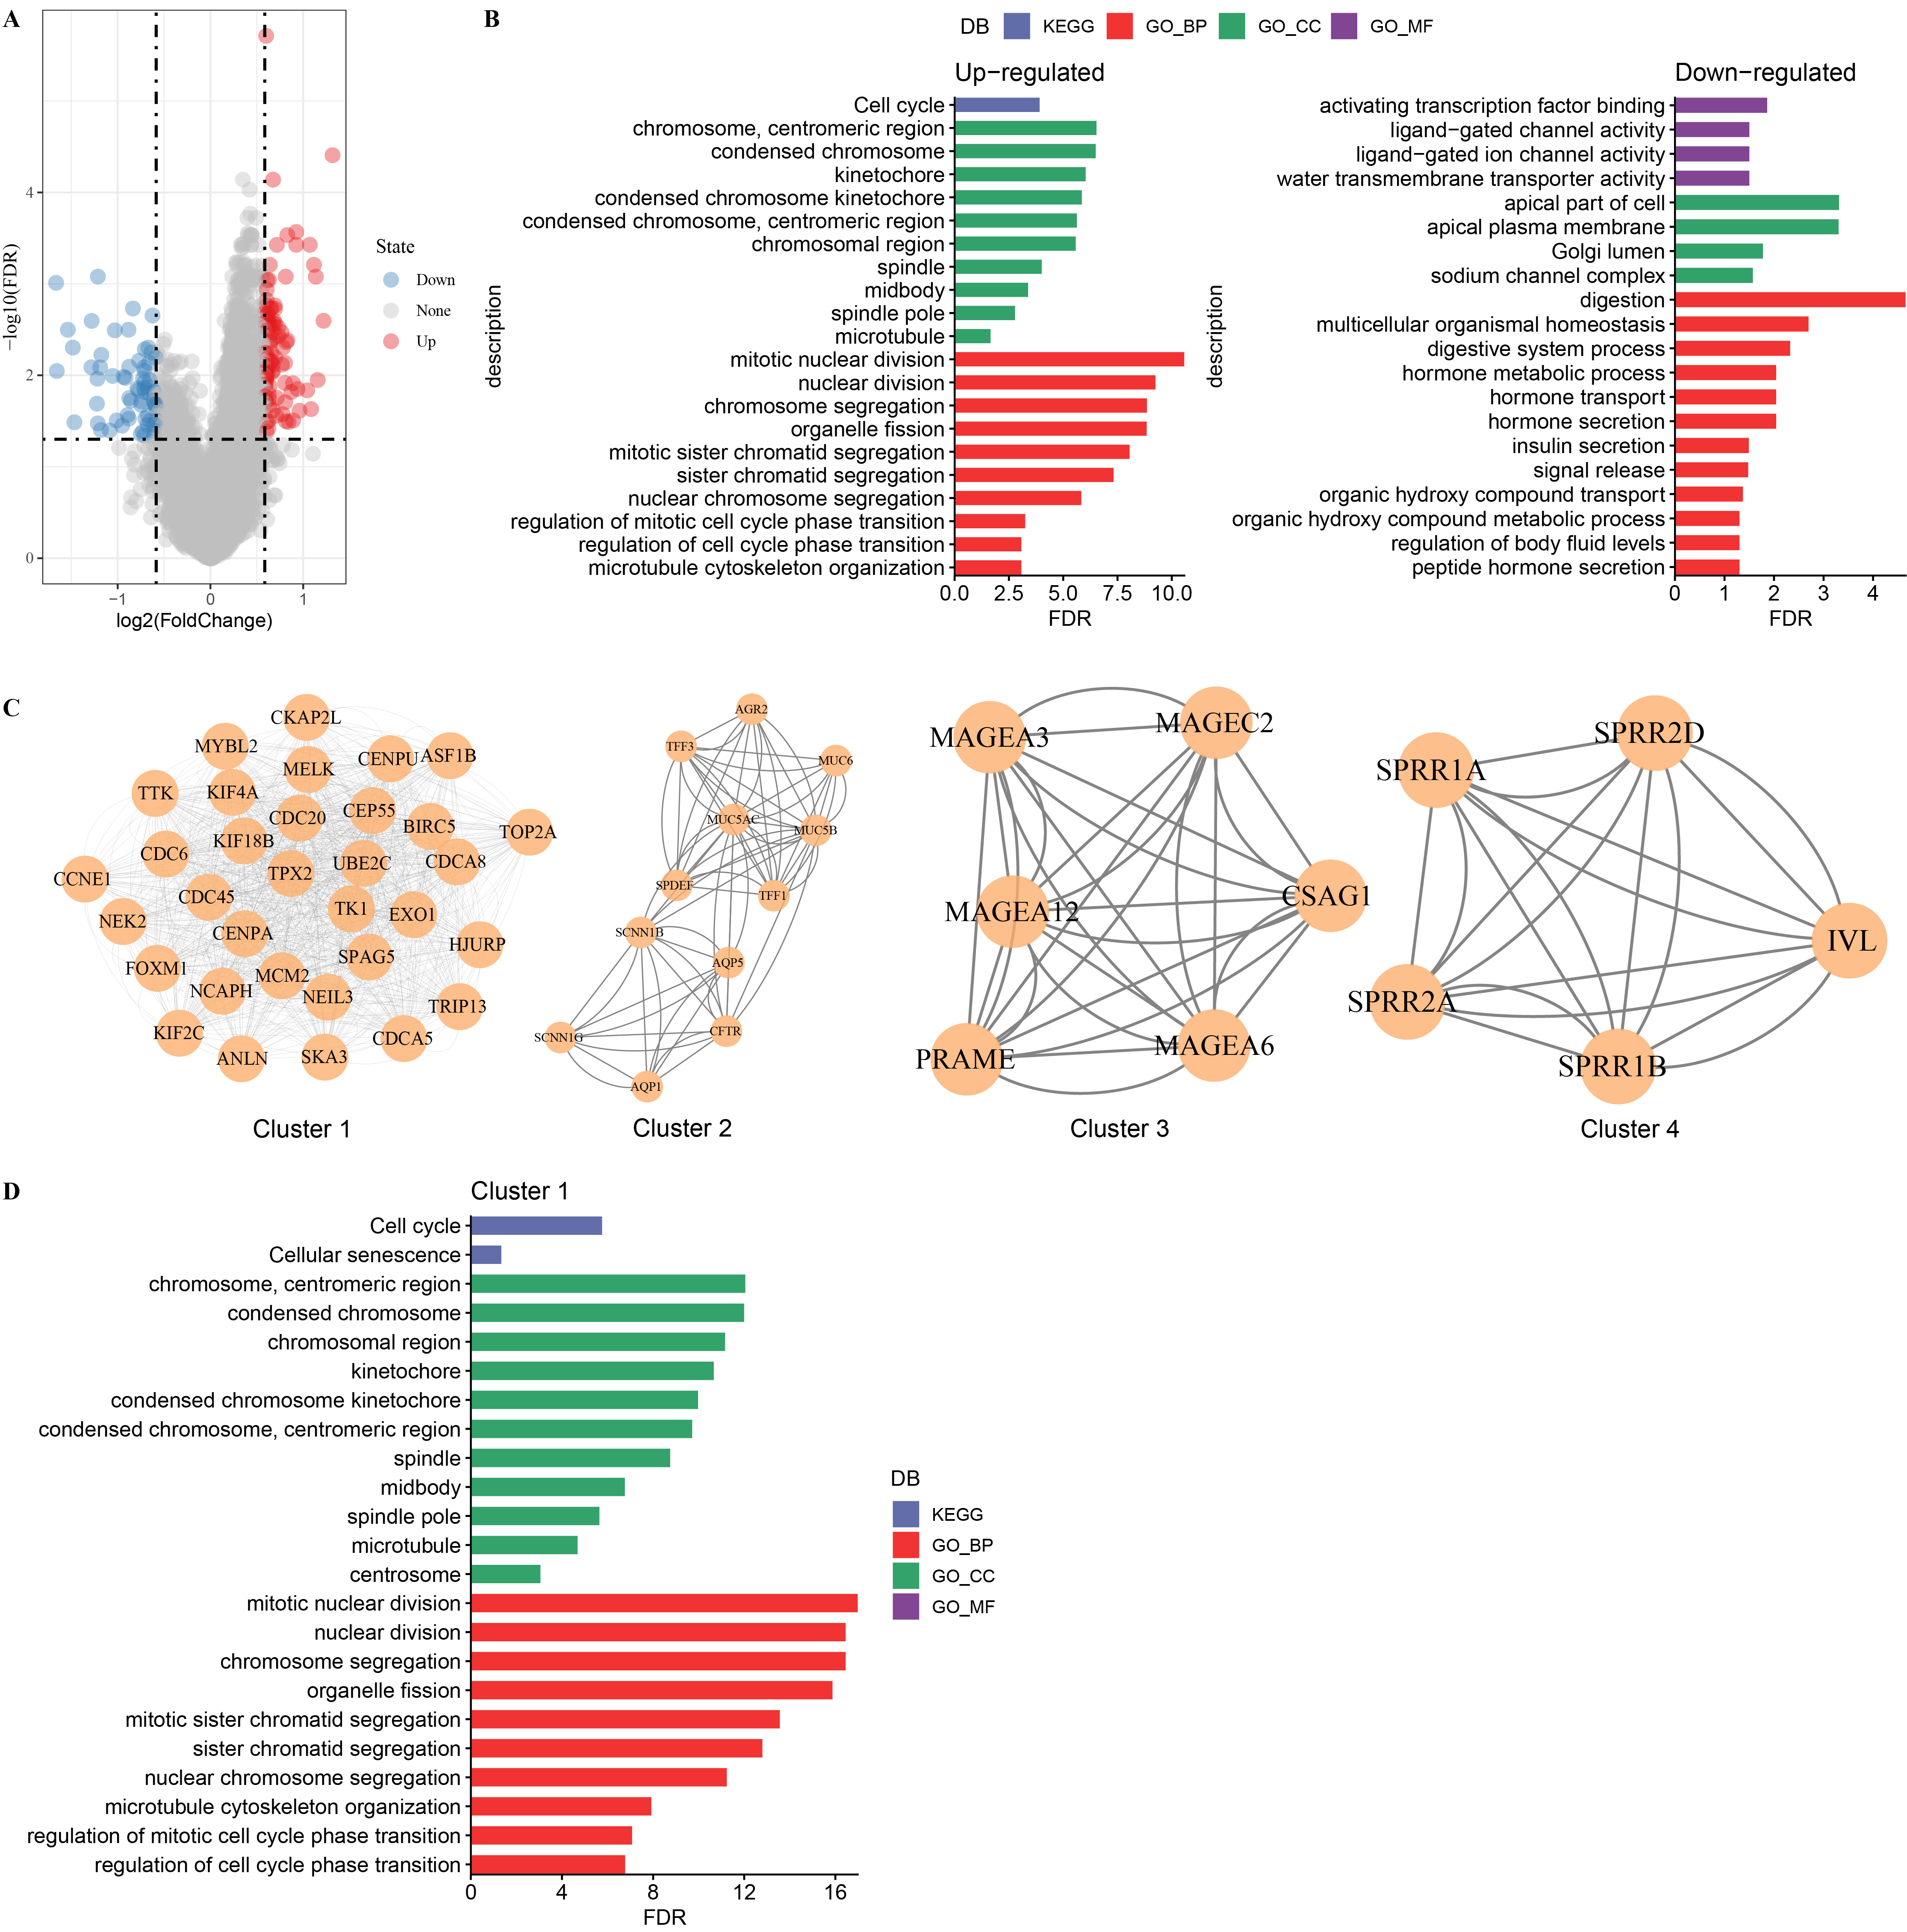 A
−log10(FDR)
4
2
0
−1
0
1
log2(FoldChange)
State
Down
None
Up
B
DB
KEGG
GO_BP
GO_CC
GO_MF
Up−regulated
description
Cell cycle
chromosome, centromeric region
condensed chromosome
kinetochore
condensed chromosome kinetochore
condensed chromosome, centromeric region
chromosomal region
spindle
midbody
spindle pole
microtubule
mitotic nuclear division
nuclear division
chromosome segregation
organelle fission
mitotic sister chromatid segregation
sister chromatid segregation
nuclear chromosome segregation
regulation of mitotic cell cycle phase transition
regulation of cell cycle phase transition
microtubule cytoskeleton organization
0.0
2.5
5.0
7.5
10.0
FDR
Down−regulated
description
activating transcription factor binding
ligand−gated channel activity
ligand−gated ion channel activity
water transmembrane transporter activity
apical part of cell
apical plasma membrane
Golgi lumen
sodium channel complex
digestion
multicellular organismal homeostasis
digestive system process
hormone metabolic process
hormone transport
hormone secretion
insulin secretion
signal release
organic hydroxy compound transport
organic hydroxy compound metabolic process
regulation of body fluid levels
peptide hormone secretion
0
1
2
3
4
FDR
C
CKAP2L
MYBL2
CENPU
ASF1B
MELK
TTK
KIF4A
CDC20
CEP55
BIRC5
TOP2A
KIF18B
CDC6
UBE2C
CDCA8
CCNE1
TPX2
CDC45
TK1
EXO1
NEK2
CENPA
HJURP
SPAG5
FOXM1
MCM2
NCAPH
NEIL3
TRIP13
KIF2C
CDCA5
ANLN
SKA3
Cluster 1
AGR2
TFF3
MUC6
MUC5AC
MUC5B
SPDEF
TFF1
SCNN1B
AQP5
SCNN1G
CFTR
AQP1
Cluster 2
MAGEA3
MAGEC2
MAGEA12
CSAG1
PRAME
MAGEA6
Cluster 3
SPRR2D
SPRR1A
IVL
SPRR2A
SPRR1B
Cluster 4
D
Cluster 1
Cell cycle
Cellular senescence
chromosome, centromeric region
condensed chromosome
chromosomal region
kinetochore
condensed chromosome kinetochore
condensed chromosome, centromeric region
spindle
midbody
spindle pole
microtubule
centrosome
mitotic nuclear division
nuclear division
chromosome segregation
organelle fission
mitotic sister chromatid segregation
sister chromatid segregation
nuclear chromosome segregation
microtubule cytoskeleton organization
regulation of mitotic cell cycle phase transition
regulation of cell cycle phase transition
0
4
8
12
16
FDR
DB
KEGG
GO_BP
GO_CC
GO_MF